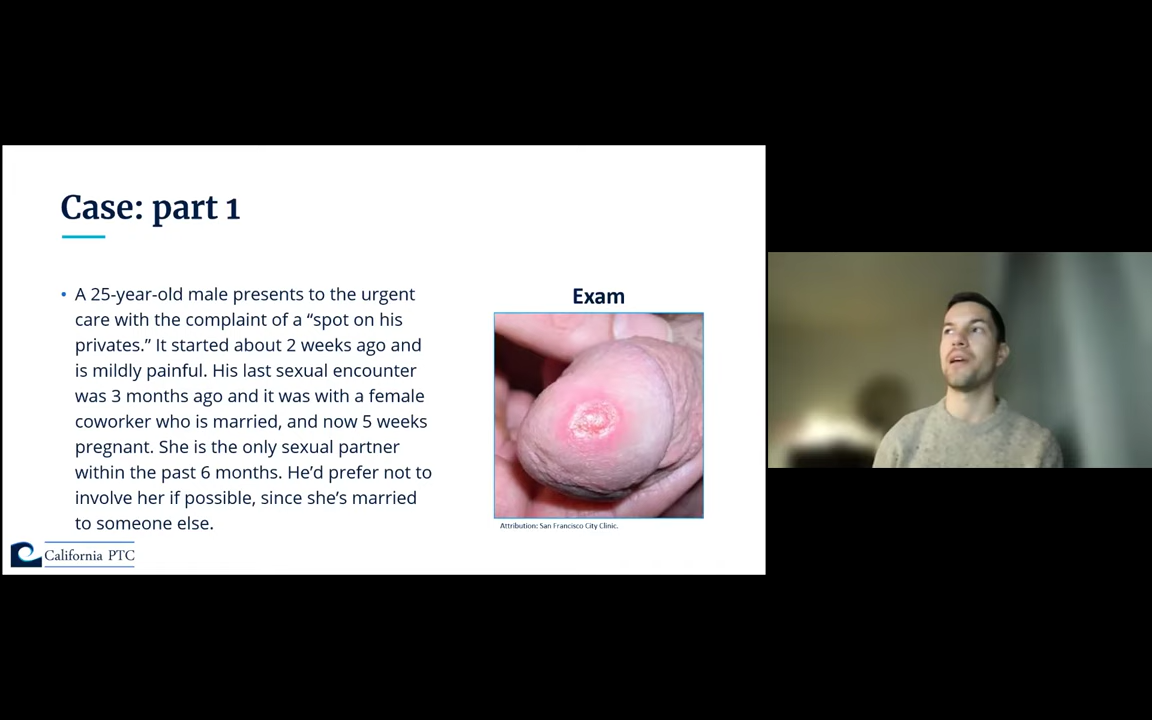 Case: part 1
• A 25-year-old male presents to the urgent
care with the complaint of a “spot on his
privates.” It started about 2 weeks ago and
is mildly painful. His last sexual encounter
was 3 months ago and it was with a female
coworker who is married, and now 5 weeks
pregnant. She is the only sexual partner
within the past 6 months. He’d prefer not to
involve her if possible, since she’s married
to someone else.
Exam
Attribution: San Francisco City Clinic.
California PTC